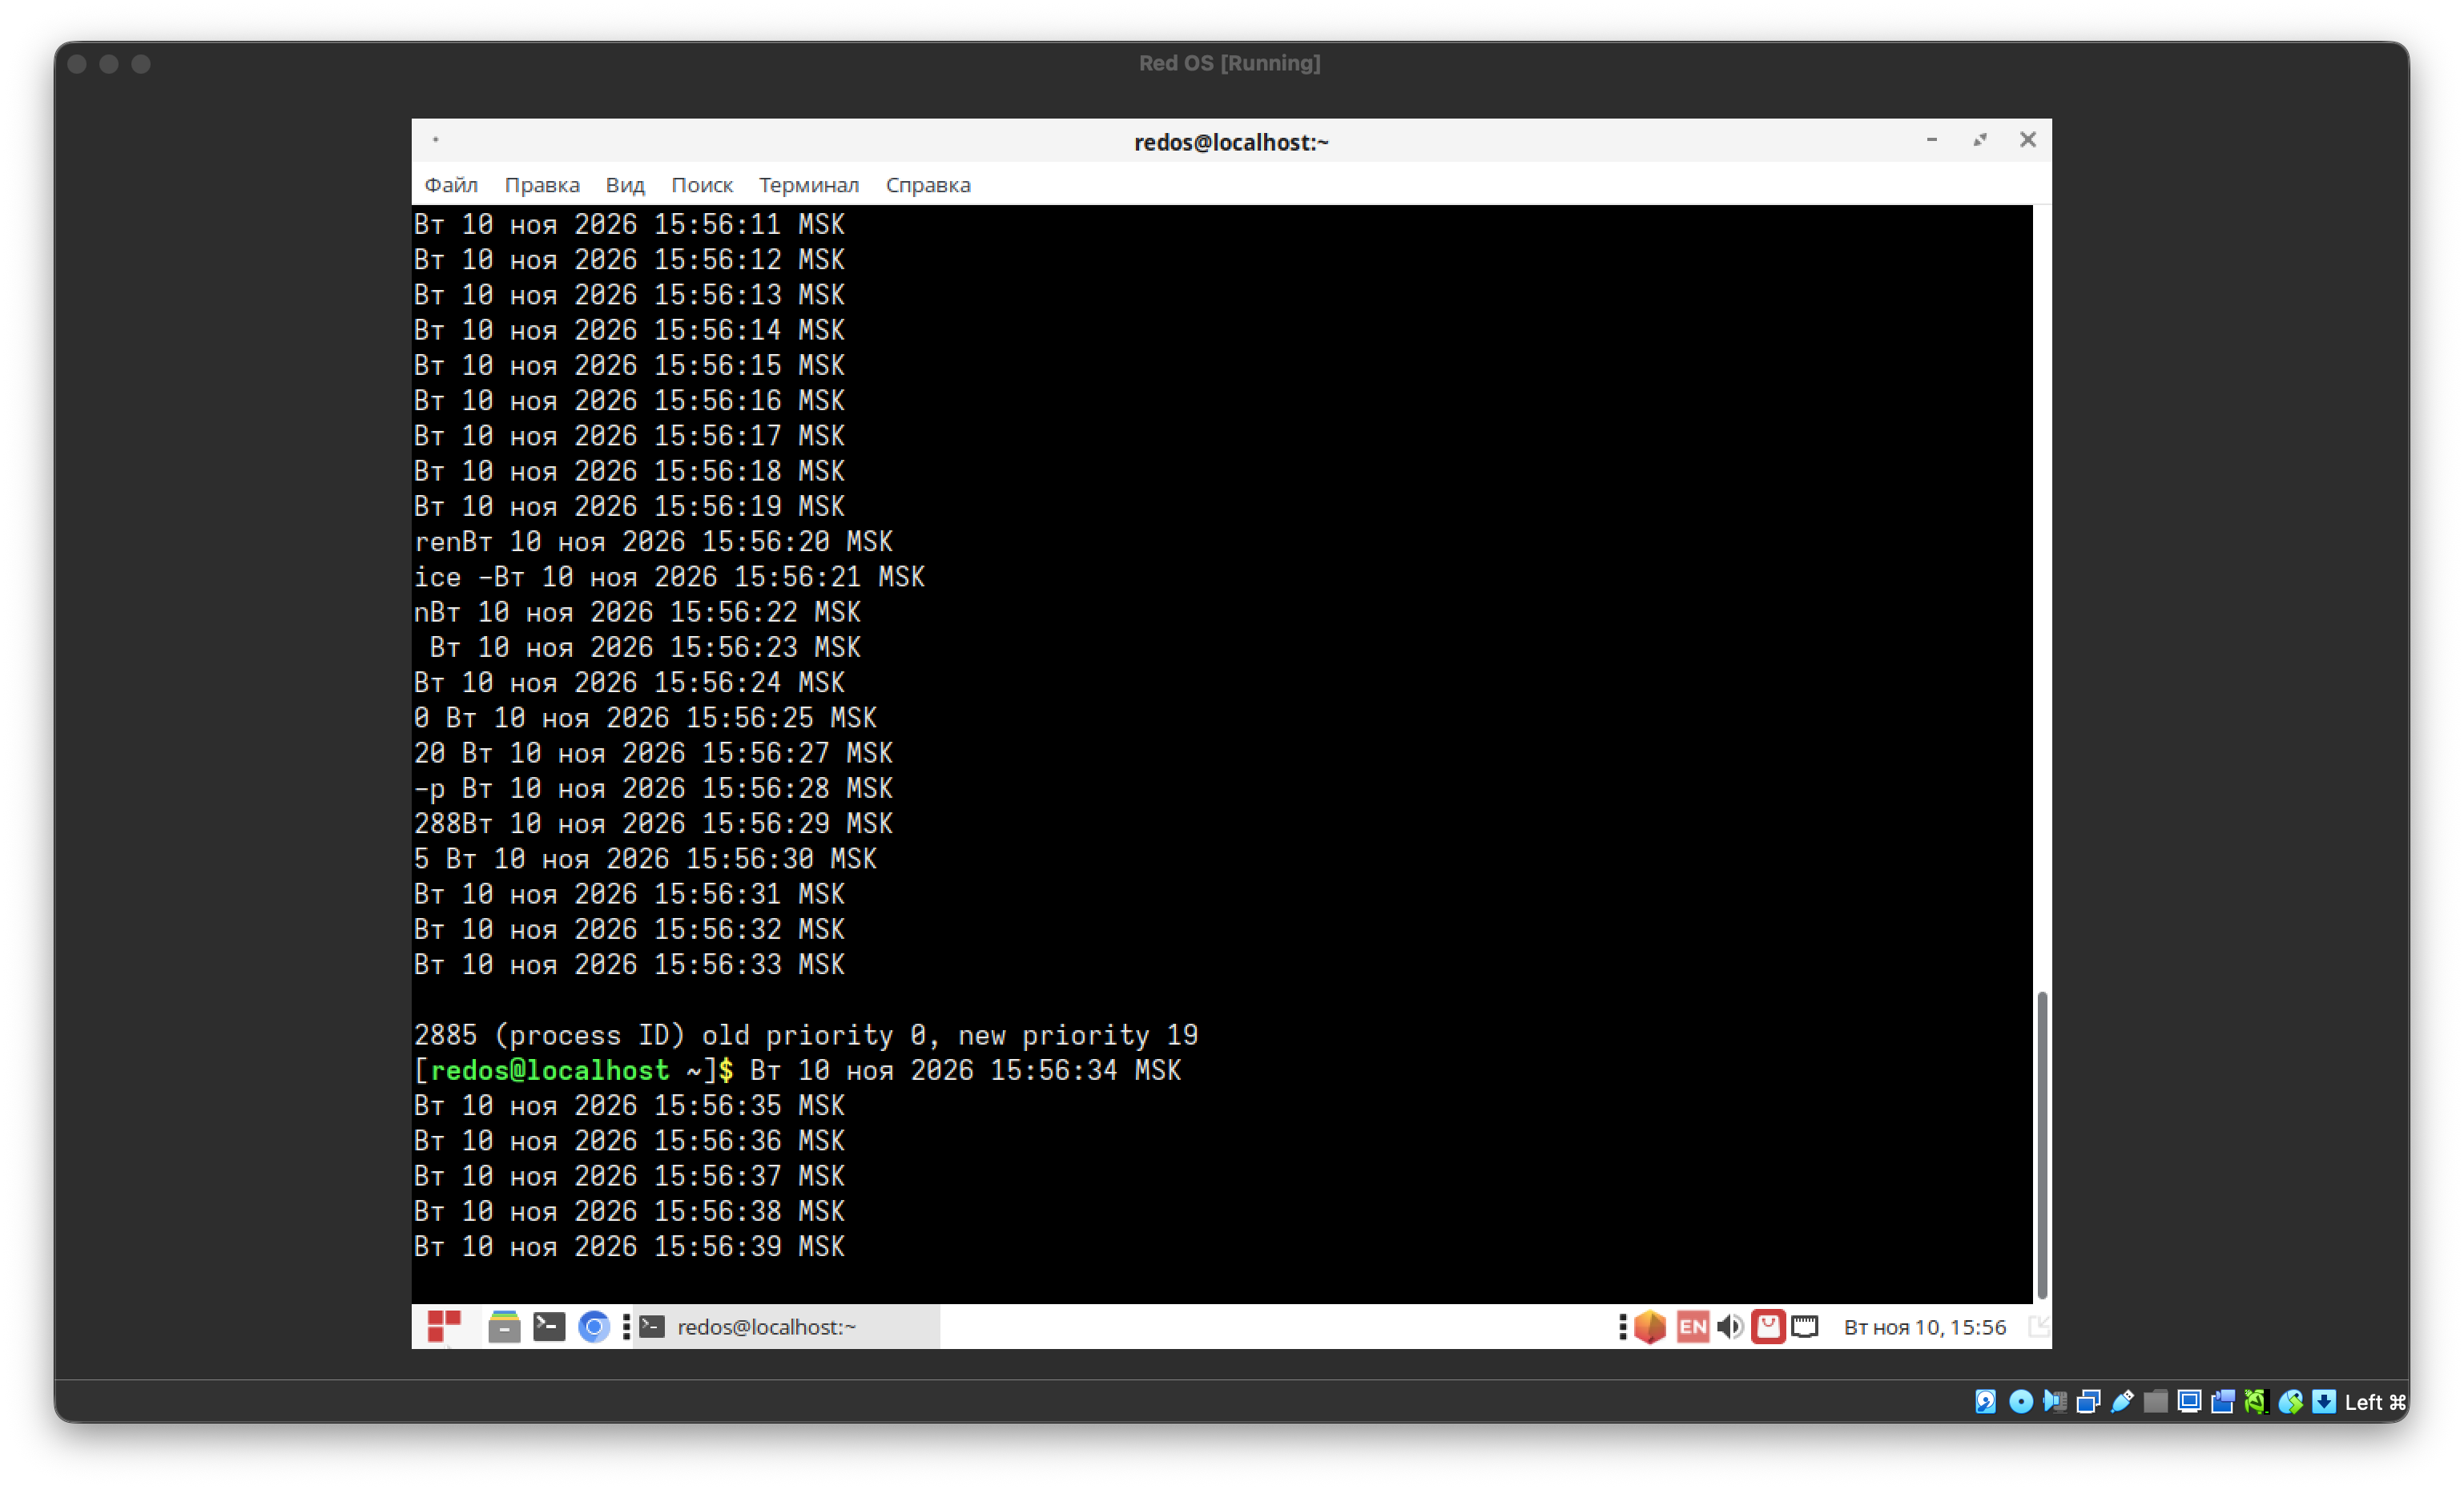 Red OS [Running]
redos@localhost:~
Файл Правка Вид Поиск Терминал Справка
Вт 10 ноя 2026 15:56:11 MSK
Вт 10 ноя 2026 15:56:12 MSK
Вт 10 ноя 2026 15:56:13 MSK
Вт 10 ноя 2026 15:56:14 MSK
Вт 10 ноя 2026 15:56:15 MSK
Вт 10 ноя 2026 15:56:16 MSK
Вт 10 ноя 2026 15:56:17 MSK
Вт 10 ноя 2026 15:56:18 MSK
Вт 10 ноя 2026 15:56:19 MSK
renВт 10 ноя 2026 15:56:20 MSK
ice -Вт 10 ноя 2026 15:56:21 MSK
nВт 10 ноя 2026 15:56:22 MSK
 Вт 10 ноя 2026 15:56:23 MSK
Вт 10 ноя 2026 15:56:24 MSK
0 Вт 10 ноя 2026 15:56:25 MSK
20 Вт 10 ноя 2026 15:56:27 MSK
-p Вт 10 ноя 2026 15:56:28 MSK
288Вт 10 ноя 2026 15:56:29 MSK
5 Вт 10 ноя 2026 15:56:30 MSK
Вт 10 ноя 2026 15:56:31 MSK
Вт 10 ноя 2026 15:56:32 MSK
Вт 10 ноя 2026 15:56:33 MSK
2885 (process ID) old priority 0, new priority 19
[redos@localhost ~]$ Вт 10 ноя 2026 15:56:34 MSK
Вт 10 ноя 2026 15:56:35 MSK
Вт 10 ноя 2026 15:56:36 MSK
Вт 10 ноя 2026 15:56:37 MSK
Вт 10 ноя 2026 15:56:38 MSK
Вт 10 ноя 2026 15:56:39 MSK
redos@localhost:~ EN Вт ноя 10, 15:56
Left ⌘